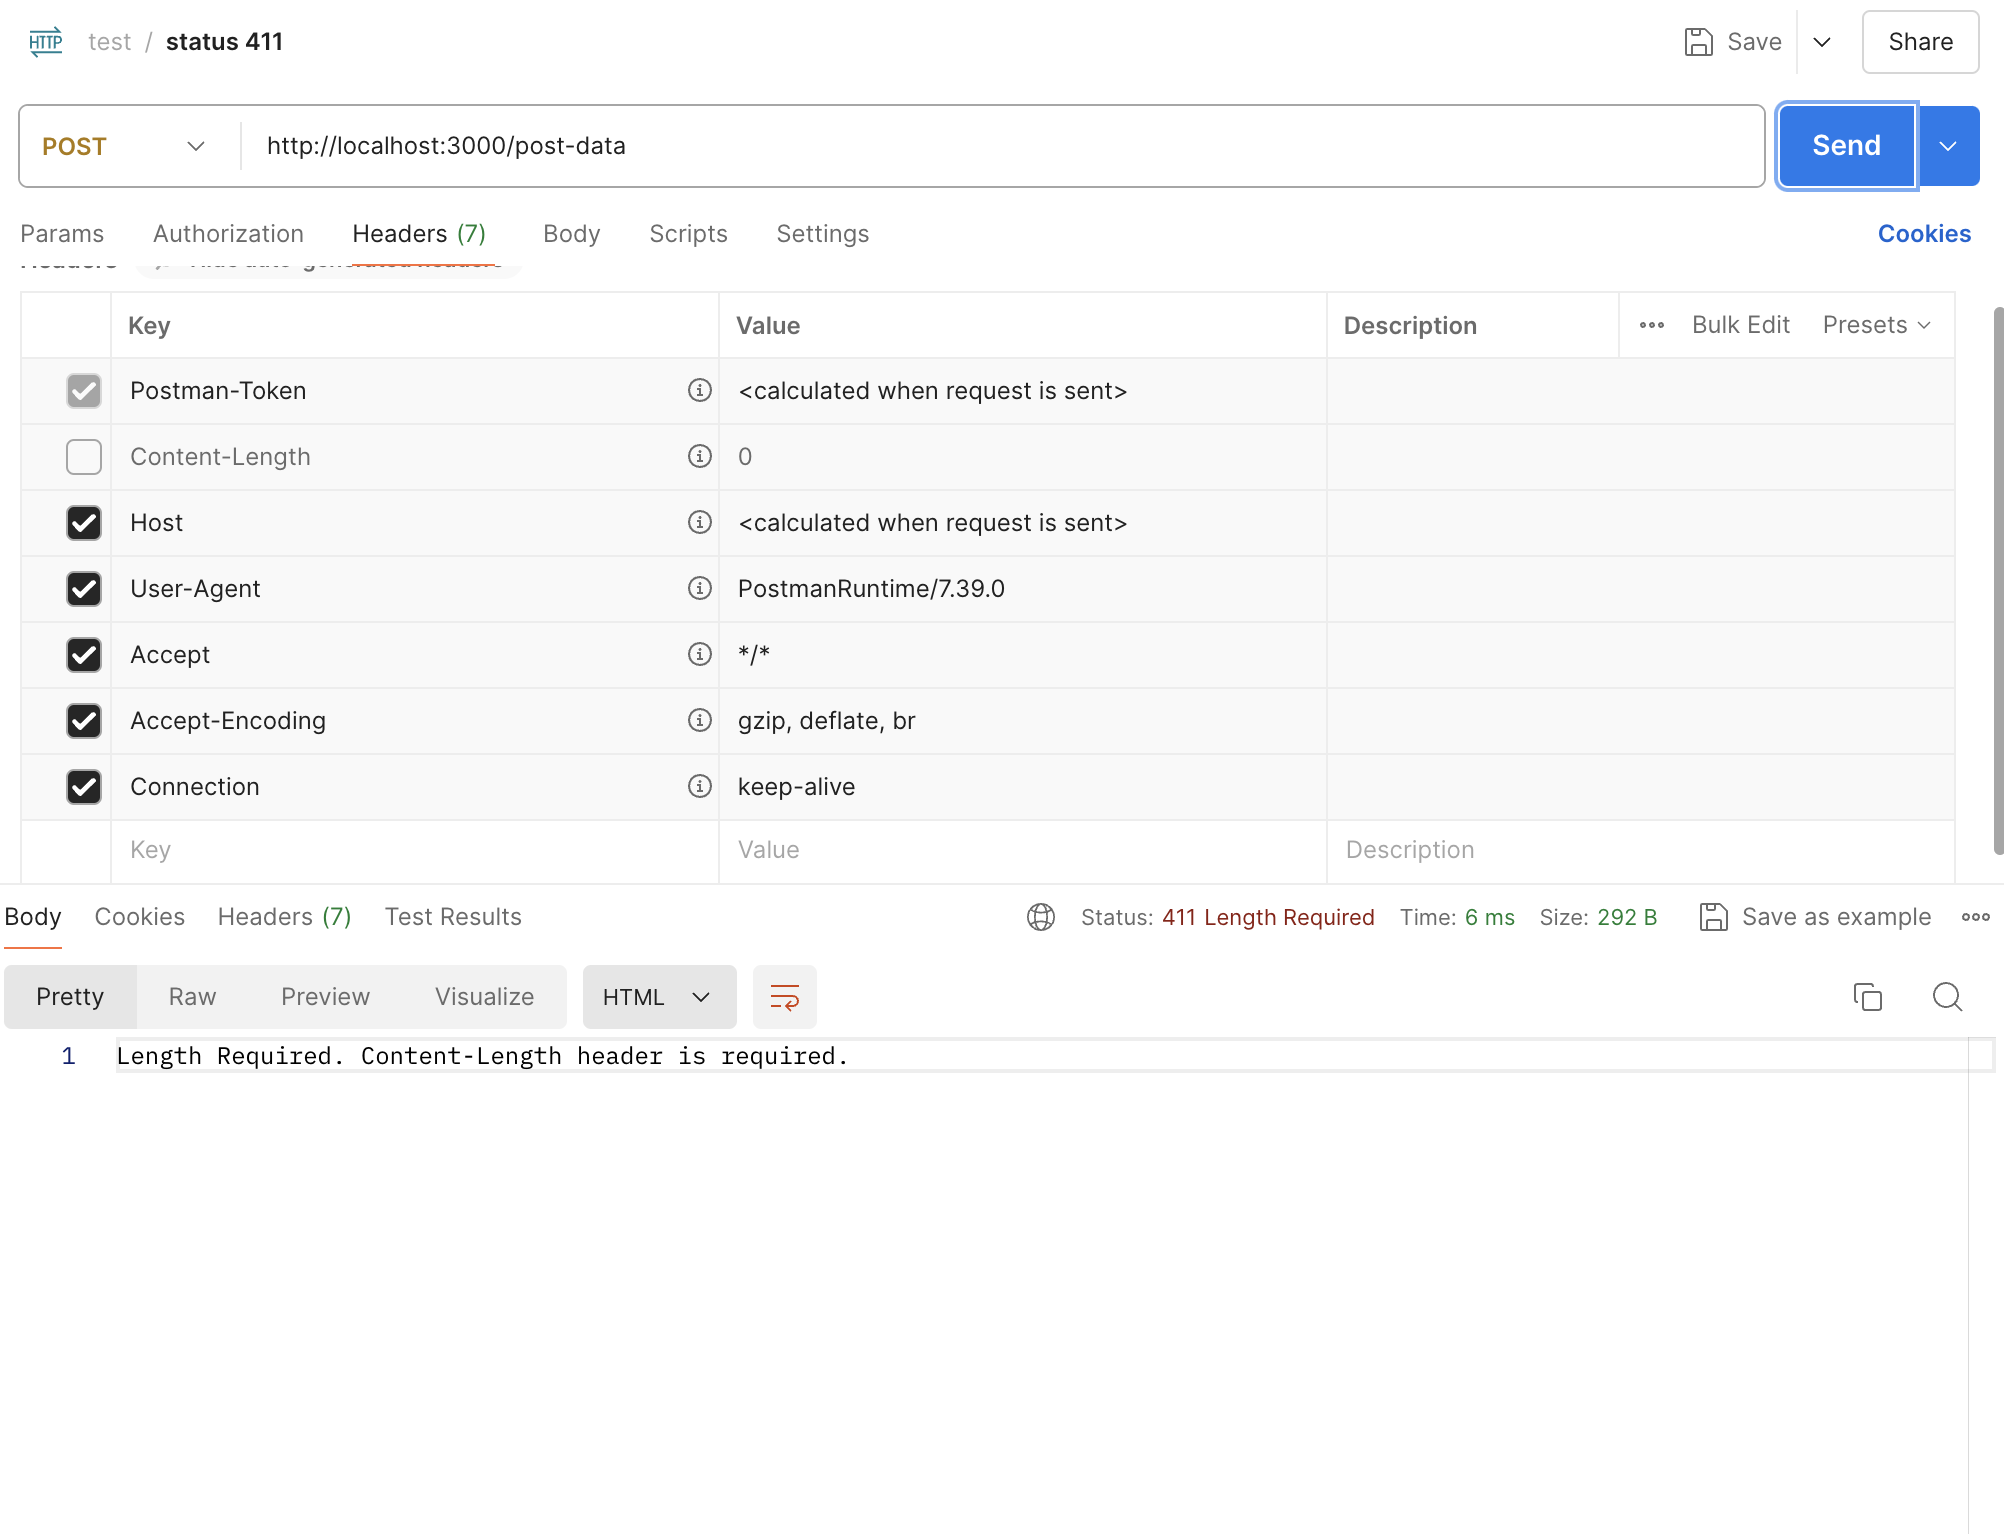 HTTP test / status 411 Save Share
POST http://localhost:3000/post-data Send
Params Authorization Headers (7) Body Scripts Settings Cookies
Key Value Description Bulk Edit Presets
Postman-Token <calculated when request is sent>
Content-Length 0
Host <calculated when request is sent>
User-Agent PostmanRuntime/7.39.0
Accept */*
Accept-Encoding gzip, deflate, br
Connection keep-alive
Key Value Description
Body Cookies Headers (7) Test Results Status: 411 Length Required Time: 6 ms Size: 292 B Save as example
Pretty Raw Preview Visualize HTML
1 Length Required. Content-Length header is required.